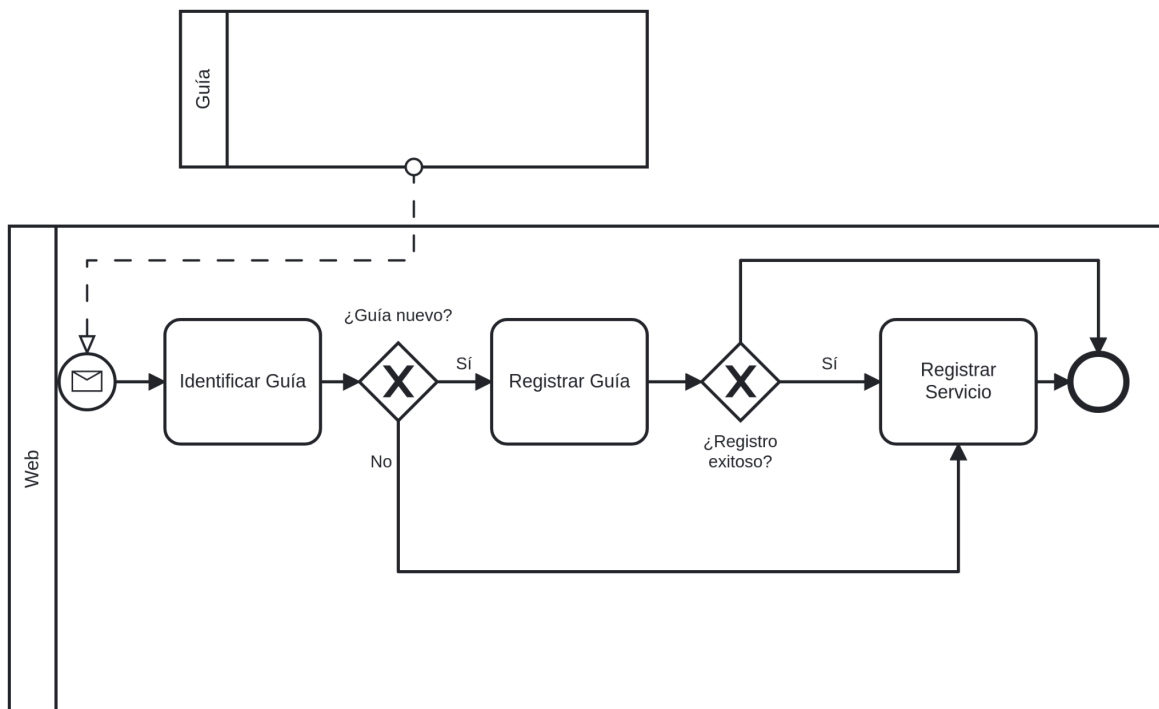 Guía
Web
Identificar Guía
¿Guía nuevo?
Sí
No
Registrar Guía
¿Registro
exitoso?
Sí
Registrar
Servicio